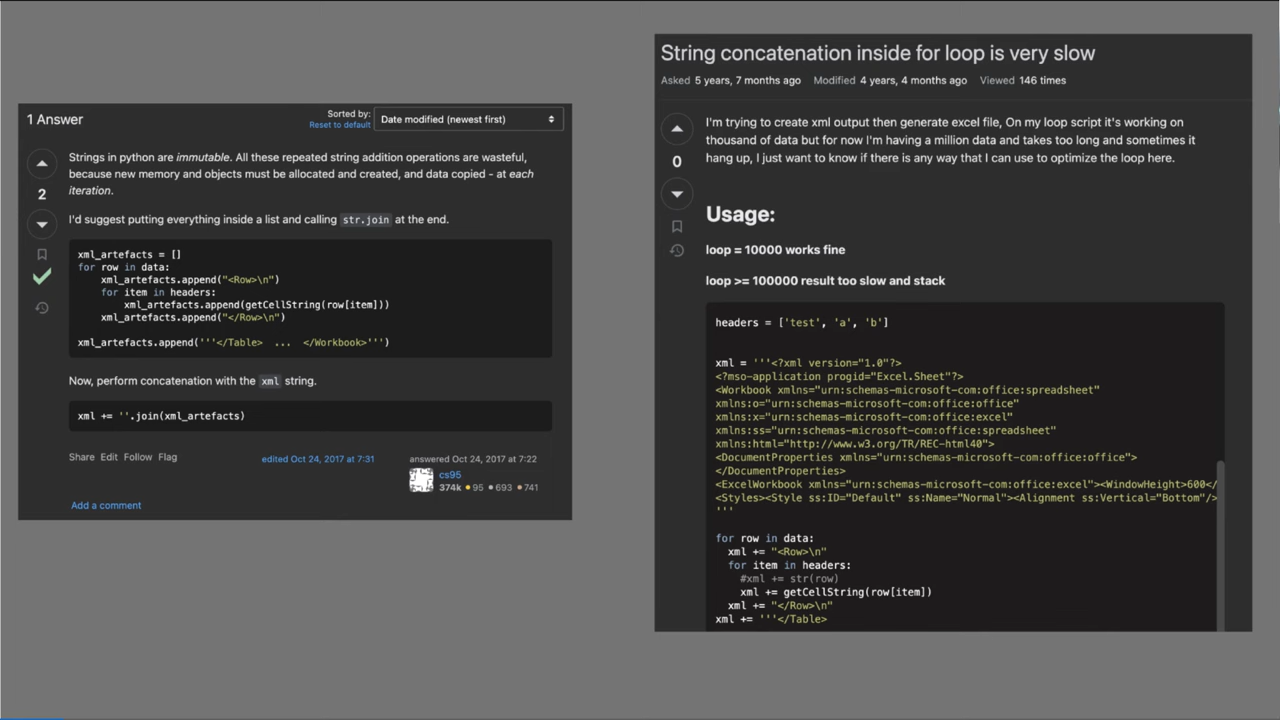 1 Answer
Sorted by:
Reset to default
Date modified (newest first)
Strings in python are immutable. All these repeated string addition operations are wasteful,
because new memory and objects must be allocated and created, and data copied - at each
iteration.
2
I'd suggest putting everything inside a list and calling str.join at the end.
xml_artefacts = []
for row in data:
    xml_artefacts.append("<Row>\n")
    for item in headers:
        xml_artefacts.append(getCellString(row[item]))
    xml_artefacts.append("</Row>\n")
xml_artefacts.append('''</Table>  ...  </Workbook>''')
Now, perform concatenation with the xml string.
xml += ''.join(xml_artefacts)
Share Edit Follow Flag
edited Oct 24, 2017 at 7:31
answered Oct 24, 2017 at 7:22
cs95
374k 95 693 741
Add a comment
String concatenation inside for loop is very slow
Asked 5 years, 7 months ago Modified 4 years, 4 months ago Viewed 146 times
0
I'm trying to create xml output then generate excel file, On my loop script it's working on
thousand of data but for now I'm having a million data and takes too long and sometimes it
hang up, I just want to know if there is any way that I can use to optimize the loop here.
Usage:
loop = 10000 works fine
loop >= 100000 result too slow and stack
headers = ['test', 'a', 'b']
xml = '''<?xml version="1.0"?>
<?mso-application progid="Excel.Sheet"?>
<Workbook xmlns="urn:schemas-microsoft-com:office:spreadsheet"
xmlns:o="urn:schemas-microsoft-com:office:office"
xmlns:x="urn:schemas-microsoft-com:office:excel"
xmlns:ss="urn:schemas-microsoft-com:office:spreadsheet"
xmlns:html="http://www.w3.org/TR/REC-html40">
<DocumentProperties xmlns="urn:schemas-microsoft-com:office:office">
</DocumentProperties>
<ExcelWorkbook xmlns="urn:schemas-microsoft-com:office:excel"><WindowHeight>600</
<Styles><Style ss:ID="Default" ss:Name="Normal"><Alignment ss:Vertical="Bottom"/>
'''
for row in data:
  xml += "<Row>\n"
  for item in headers:
    #xml += str(row)
    xml += getCellString(row[item])
  xml += "</Row>\n"
xml += '''</Table>